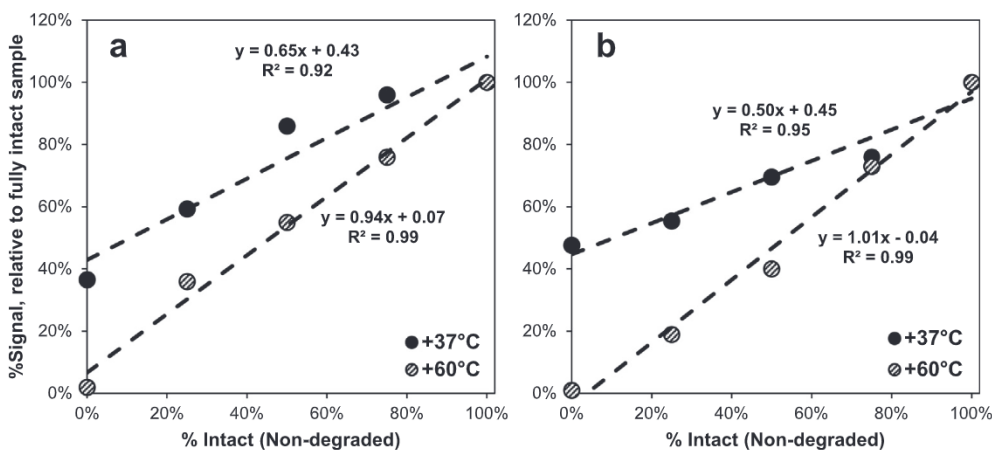 %Signal, relative to fully intact sample
120%
100%
80%
60%
40%
20%
0%
a
y = 0.65x + 0.43
R² = 0.92
y = 0.94x + 0.07
R² = 0.99
+37°C
+60°C
0% 20% 40% 60% 80% 100%
% Intact (Non-degraded)
120%
100%
80%
60%
40%
20%
0%
b
y = 0.50x + 0.45
R² = 0.95
y = 1.01x - 0.04
R² = 0.99
+37°C
+60°C
0% 20% 40% 60% 80% 100%
% Intact (Non-degraded)